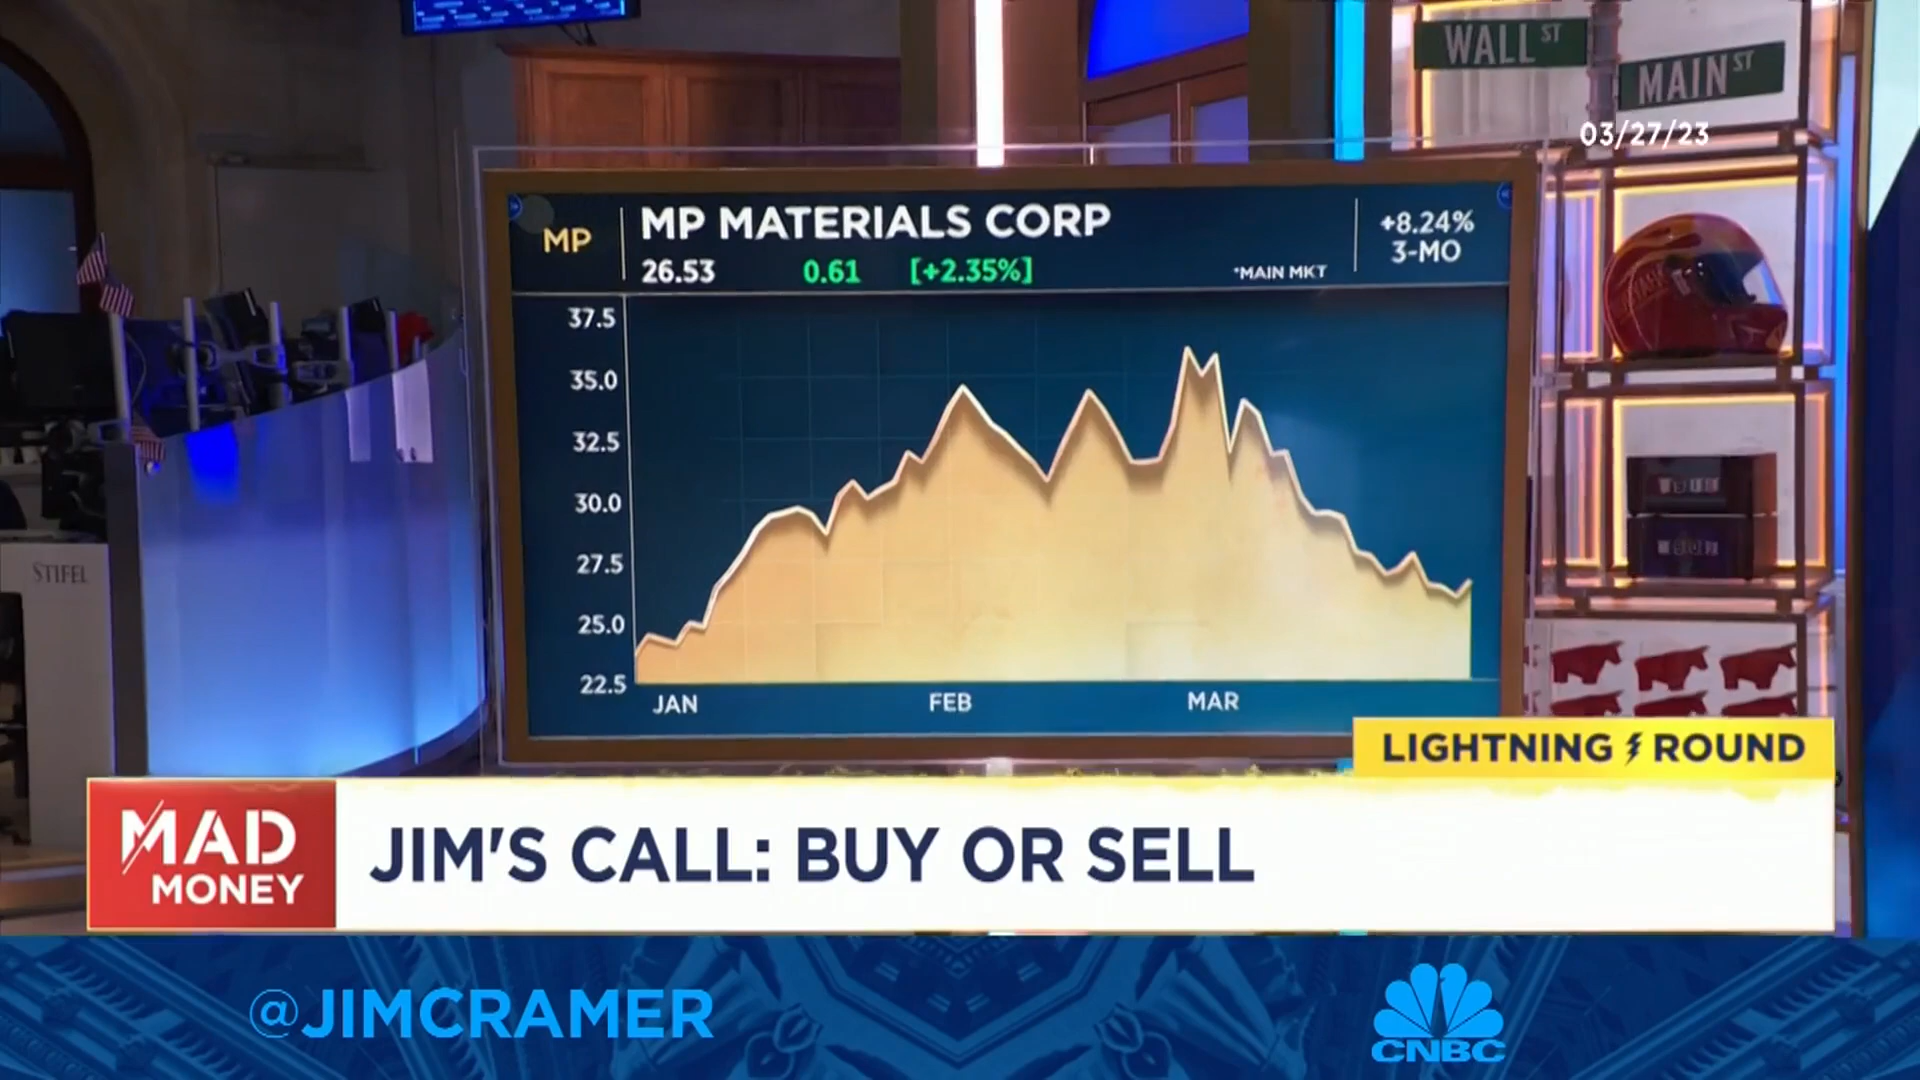 WALL ST
MAIN ST
03/27/23
MP
MP MATERIALS CORP
26.53 0.61 [+2.35%]
*MAIN MKT
+8.24%
3-MO
37.5
35.0
32.5
30.0
27.5
25.0
22.5
JAN FEB MAR
STIFEL
LIGHTNING ROUND
MAD
MONEY
JIM'S CALL: BUY OR SELL
@JIMCRAMER
CNBC